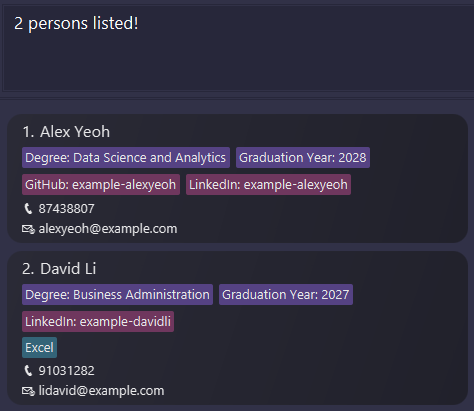 2 persons listed!
1. Alex Yeoh
Degree: Data Science and Analytics Graduation Year: 2028
GitHub: example-alexyeoh LinkedIn: example-alexyeoh
87438807
alexyeoh@example.com
2. David Li
Degree: Business Administration Graduation Year: 2027
LinkedIn: example-davidli
Excel
91031282
lidavid@example.com